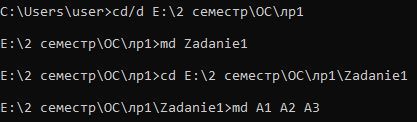 C:\Users\user>cd/d E:\2 семестр\ОС\лр1
E:\2 семестр\ОС\лр1>md Zadanie1
E:\2 семестр\ОС\лр1>cd E:\2 семестр\ОС\лр1\Zadanie1
E:\2 семестр\ОС\лр1\Zadanie1>md A1 A2 A3